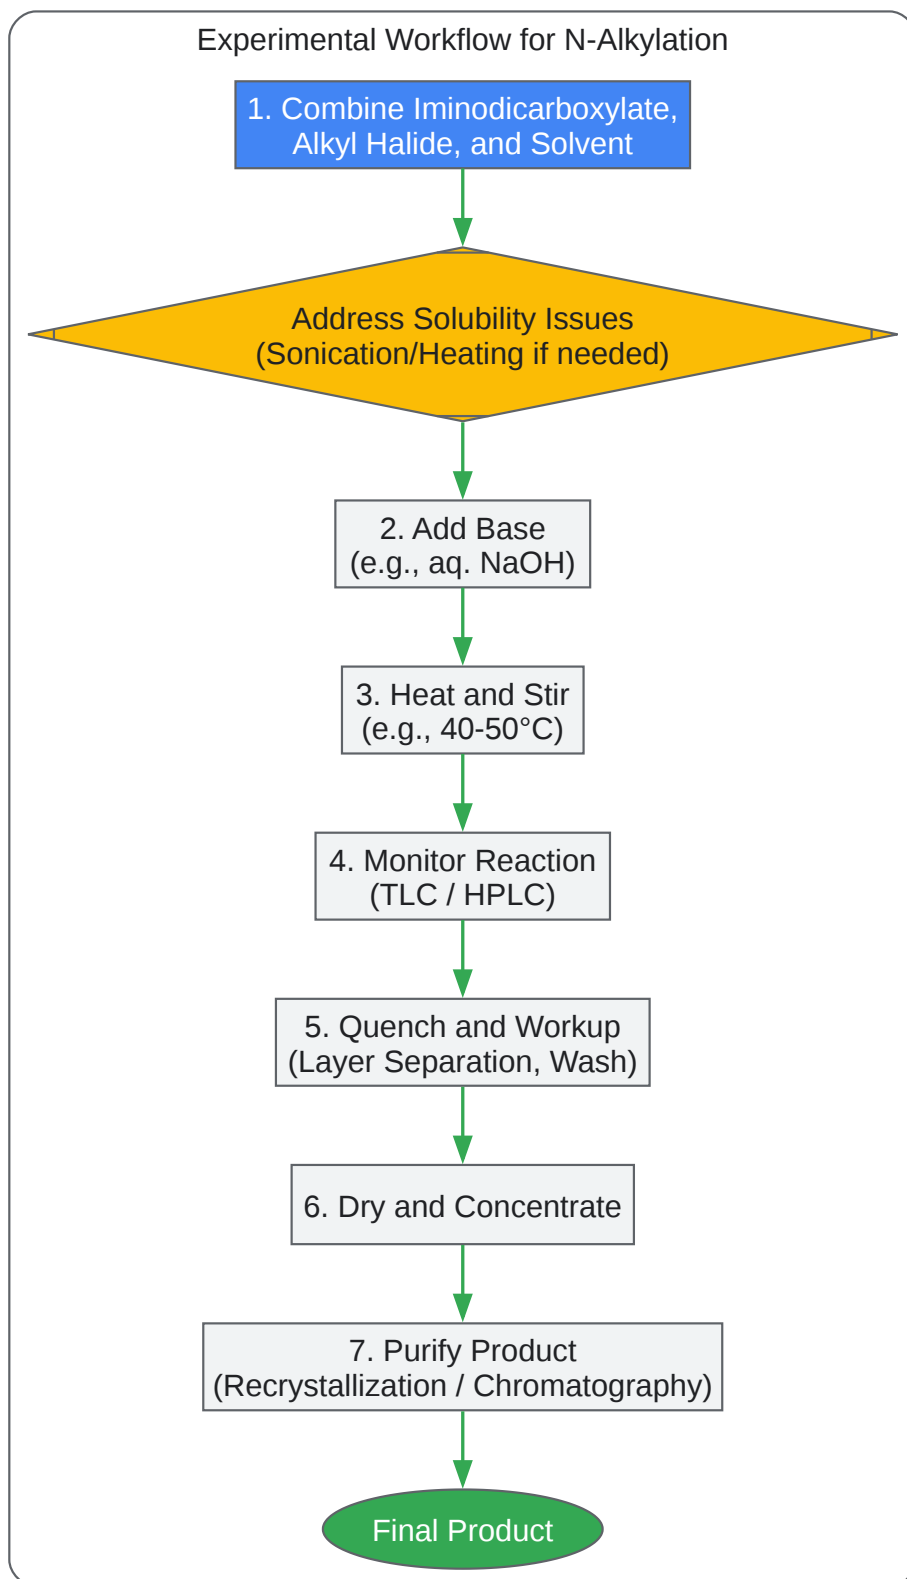 Experimental Workflow for N-Alkylation
1. Combine Iminodicarboxylate,
Alkyl Halide, and Solvent
Address Solubility Issues
(Sonication/Heating if needed)
2. Add Base
(e.g., aq. NaOH)
3. Heat and Stir
(e.g., 40-50°C)
4. Monitor Reaction
(TLC / HPLC)
5. Quench and Workup
(Layer Separation, Wash)
6. Dry and Concentrate
7. Purify Product
(Recrystallization / Chromatography)
Final Product